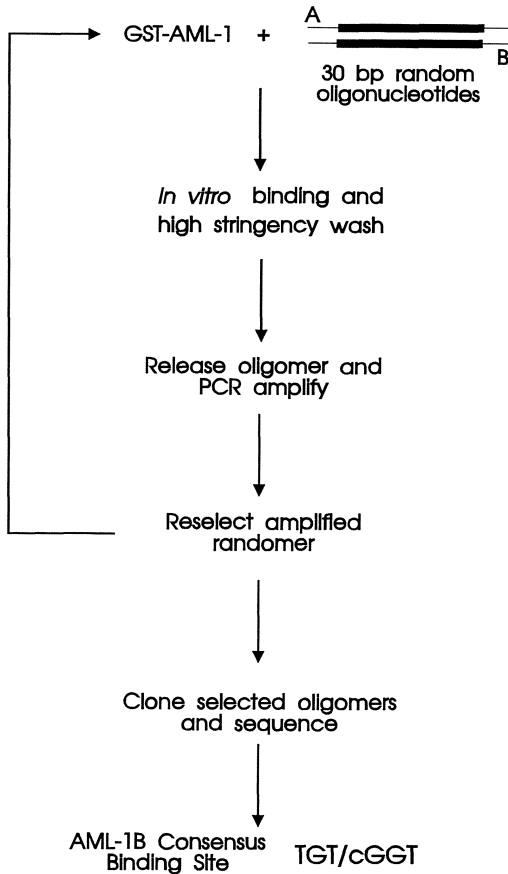 A
GST-AML-1 +
B
30 bp random
oligonucleotides
In vitro binding and
high stringency wash
Release oligomer and
PCR amplify
Reselect amplified
randomer
Clone selected oligomers
and sequence
AML-1B Consensus
Binding Site
TGT/cGGT